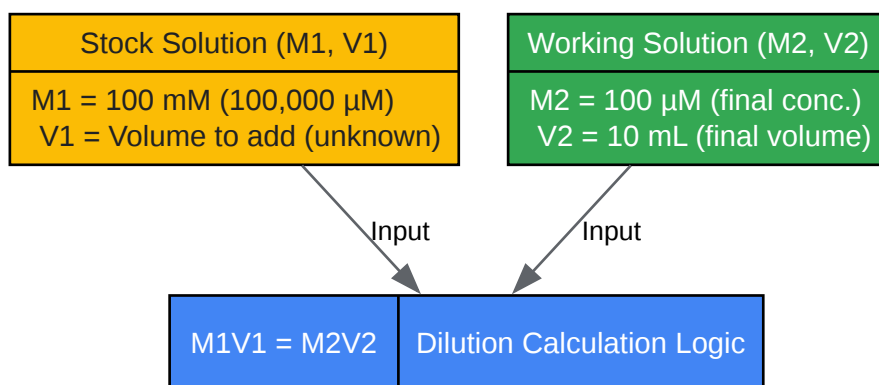 Stock Solution (M1, V1)
M1 = 100 mM (100,000 µM)
V1 = Volume to add (unknown)
Working Solution (M2, V2)
M2 = 100 µM (final conc.)
V2 = 10 mL (final volume)
Input
Input
M1V1 = M2V2
Dilution Calculation Logic